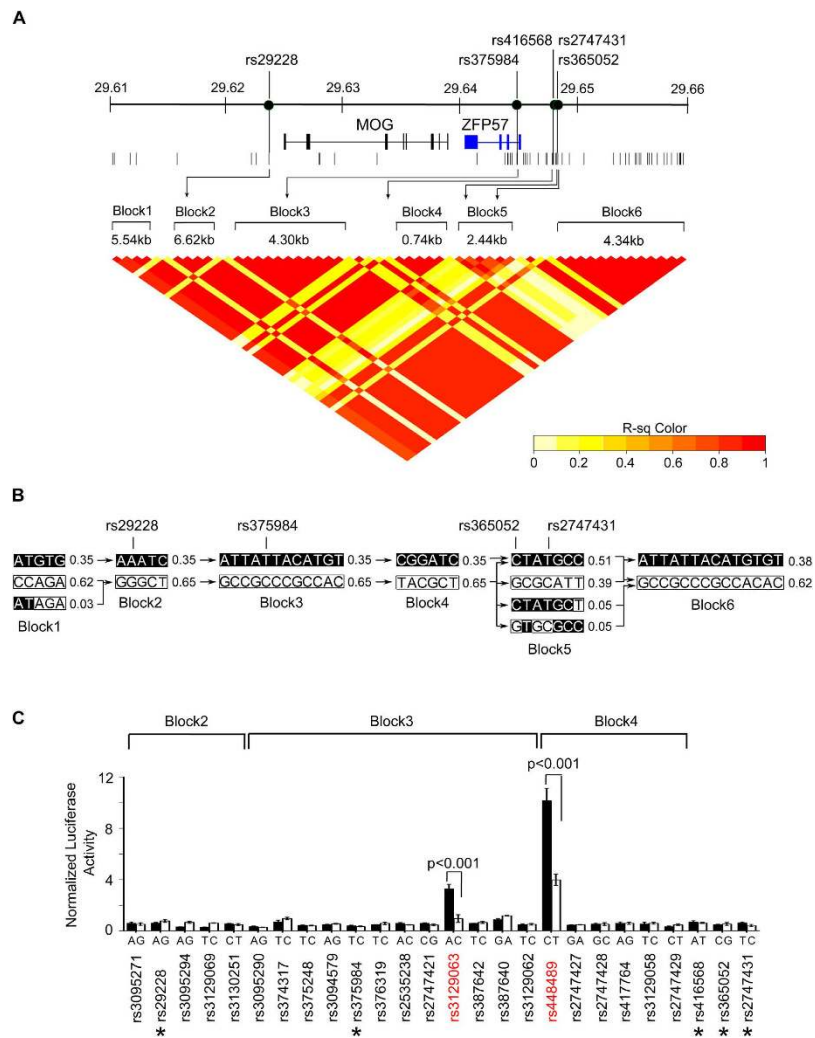 A
rs416568 rs2747431
rs29228 rs375984 rs365052
29.61 29.62 29.63 29.64 29.65 29.66
MOG ZFP57
Block1 Block2 Block3 Block4 Block5 Block6
5.54kb 6.62kb 4.30kb 0.74kb 2.44kb 4.34kb
R-sq Color
0 0.2 0.4 0.6 0.8 1
B
rs29228 rs375984 rs365052 rs2747431
ATGTG 0.35 AAATC 0.35 ATTATTACATGT 0.35 CGGATC 0.35 CTATGCC 0.51 ATTATTACATGTGT 0.38
CCAGA 0.62 GGGCT 0.65 GCCGCCCGCCAC 0.65 TACGCT 0.65 GCGCATT 0.39 GCCGCCCGCCACAC 0.62
ATAGA 0.03 Block2 Block3 Block4 CTATGCT 0.05 Block6
Block1 GTGCGCC 0.05
Block5
C
Block2 Block3 Block4
Normalized Luciferase
Activity
12
8
4
0
p<0.001
p<0.001
AG AG AG TC CT AG TC TC AG TC TC AC CG AC TC GA TC CT GA GC AG TC CT AT CG TC
rs3095271
rs29228
rs3095294
rs3129069
rs3130251
rs3095290
rs374317
rs375248
rs3094579
rs375984
rs376319
rs2535238
rs2747421
rs3129063
rs387642
rs387640
rs3129062
rs448489
rs2747427
rs2747428
rs417764
rs3129058
rs2747429
rs416568
rs365052
rs2747431
* * * * *